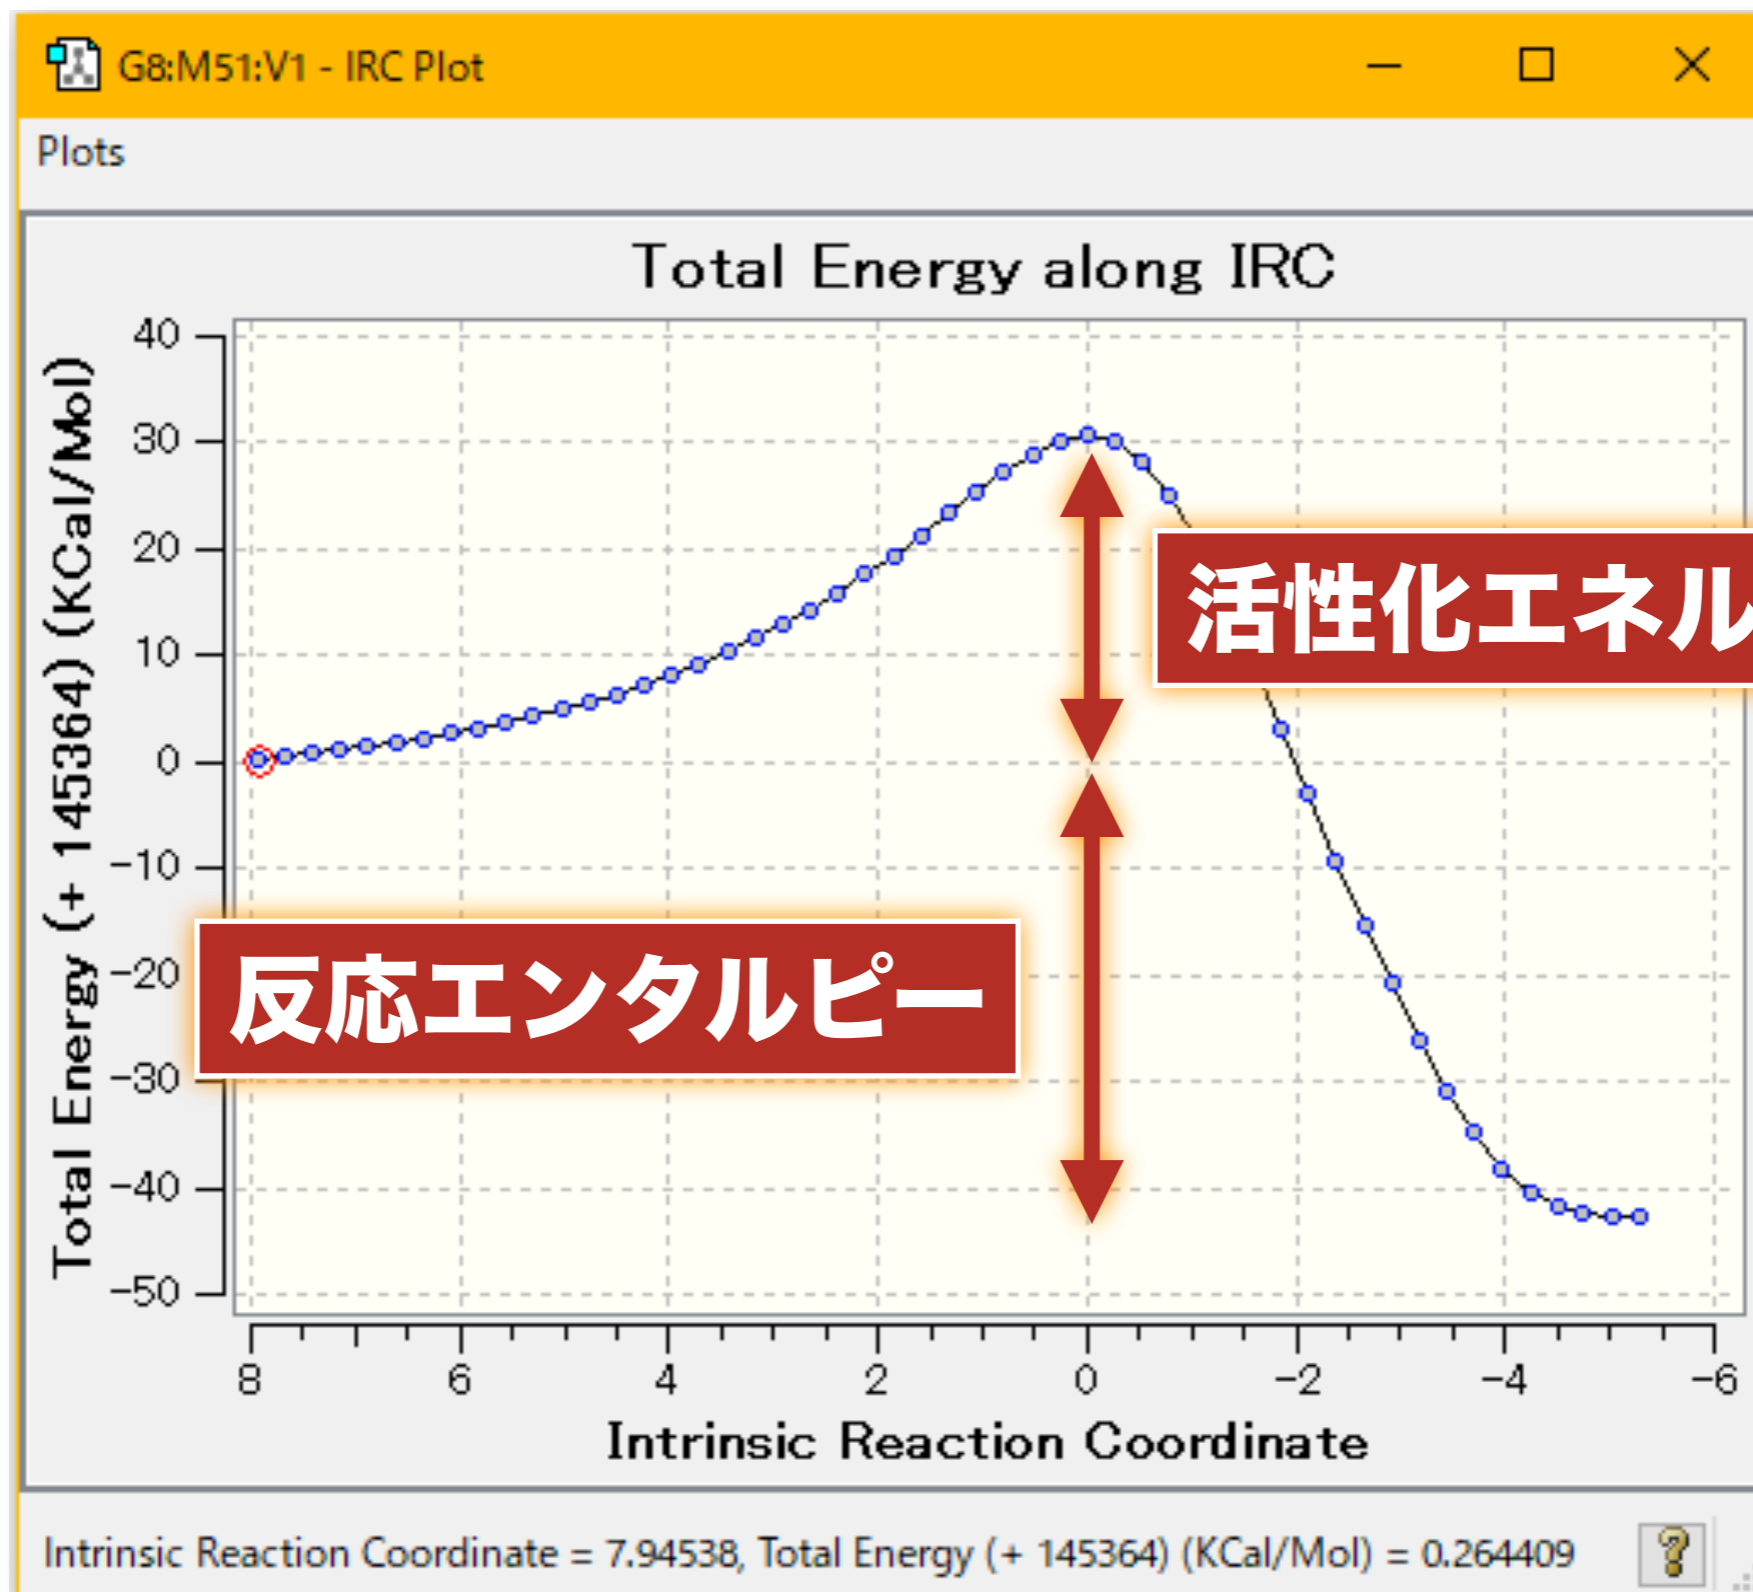 G8:M51:V1 - IRC Plot
Plots
Total Energy along IRC
Total Energy (+ 145364) (KCal/Mol)
40
30
20
10
0
-10
-20
-30
-40
-50
活性化エネル
反応エンタルピー
8 6 4 2 0 -2 -4 -6
Intrinsic Reaction Coordinate
Intrinsic Reaction Coordinate = 7.94538, Total Energy (+ 145364) (KCal/Mol) = 0.264409